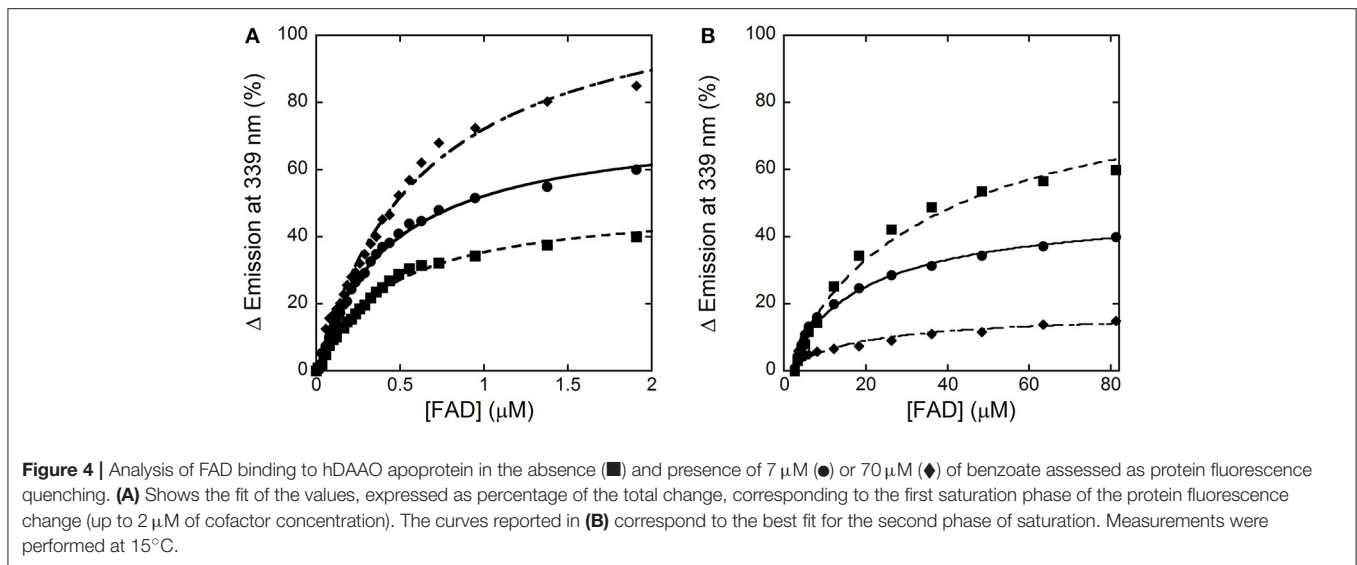 A
B
Δ Emission at 339 nm (%)
100
80
60
40
20
0
0 0.5 1 1.5 2
[FAD] (μM)
Δ Emission at 339 nm (%)
100
80
60
40
20
0
0 20 40 60 80
[FAD] (μM)
Figure 4 | Analysis of FAD binding to hDAAO apoprotein in the absence (■) and presence of 7 μM (●) or 70 μM (◆) of benzoate assessed as protein fluorescence
quenching. (A) Shows the fit of the values, expressed as percentage of the total change, corresponding to the first saturation phase of the protein fluorescence
change (up to 2 μM of cofactor concentration). The curves reported in (B) correspond to the best fit for the second phase of saturation. Measurements were
performed at 15°C.